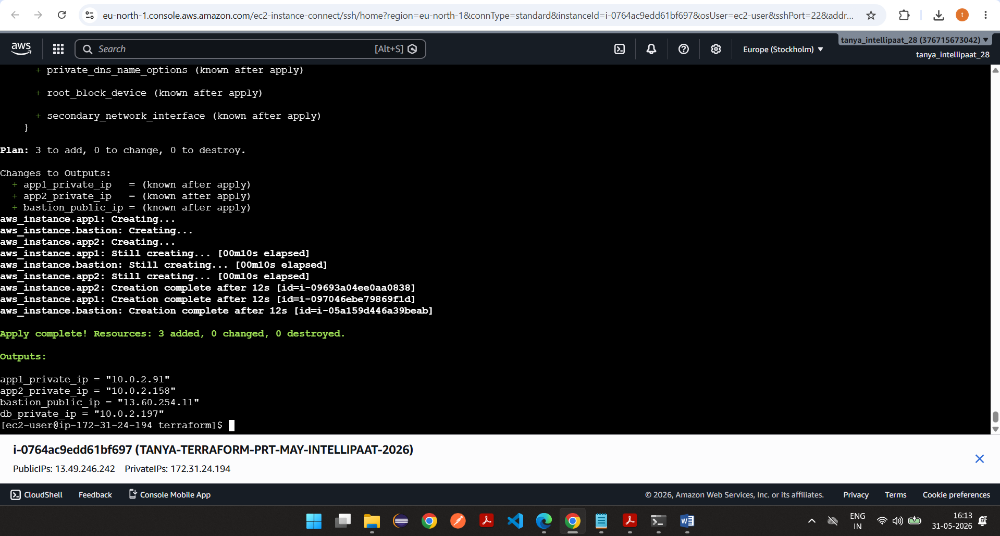 eu-north-1.console.aws.amazon.com/ec2-instance-connect/ssh/home?region=eu-north-1&connType=standard&instanceId=i-0764ac9edd61bf697&osUser=ec2-user&sshPort=22&addr...
t
aws
Search
[Alt+S]
Europe (Stockholm)
tanya_intellipaat_28 (376715673042)
tanya_intellipaat_28
+ private_dns_name_options (known after apply)
+ root_block_device (known after apply)
+ secondary_network_interface (known after apply)
}
Plan: 3 to add, 0 to change, 0 to destroy.
Changes to Outputs:
+ app1_private_ip   = (known after apply)
+ app2_private_ip   = (known after apply)
+ bastion_public_ip = (known after apply)
aws_instance.app1: Creating...
aws_instance.bastion: Creating...
aws_instance.app2: Creating...
aws_instance.app1: Still creating... [00m10s elapsed]
aws_instance.bastion: Still creating... [00m10s elapsed]
aws_instance.app2: Still creating... [00m10s elapsed]
aws_instance.app2: Creation complete after 12s [id=i-09693a04ee0aa0838]
aws_instance.app1: Creation complete after 12s [id=i-097046ebe79869f1d]
aws_instance.bastion: Creation complete after 12s [id=i-05a159d446a39beab]
Apply complete! Resources: 3 added, 0 changed, 0 destroyed.
Outputs:
app1_private_ip = "10.0.2.91"
app2_private_ip = "10.0.2.158"
bastion_public_ip = "13.60.254.11"
db_private_ip = "10.0.2.197"
[ec2-user@ip-172-31-24-194 terraform]$
i-0764ac9edd61bf697 (TANYA-TERRAFORM-PRT-MAY-INTELLIPAAT-2026)
PublicIPs: 13.49.246.242 PrivateIPs: 172.31.24.194
CloudShell
Feedback
Console Mobile App
© 2026, Amazon Web Services, Inc. or its affiliates.
Privacy
Terms
Cookie preferences
ENG
IN
16:13
31-05-2026